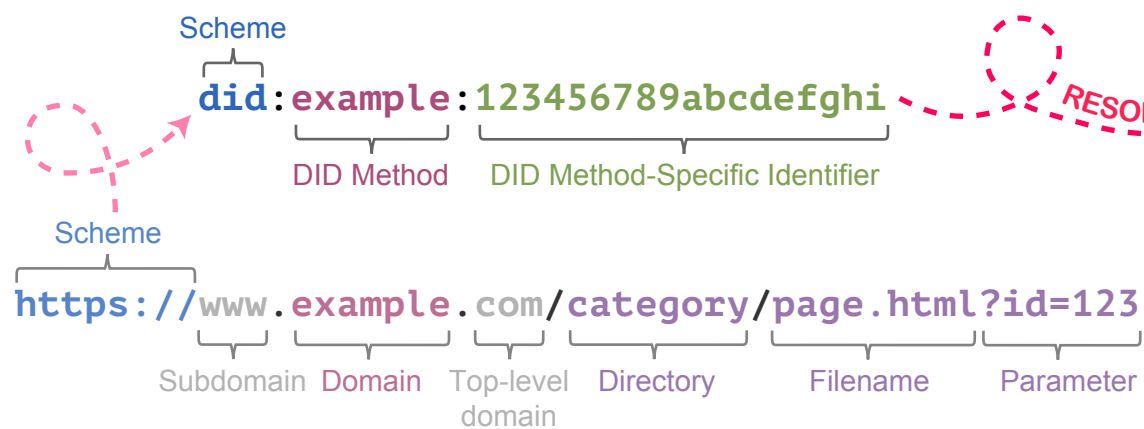 Scheme
did:example:123456789abcdefghi
DID Method
DID Method-Specific Identifier
Scheme
https://www.example.com/category/page.html?id=123
Subdomain
Domain
Top-level
domain
Directory
Filename
Parameter